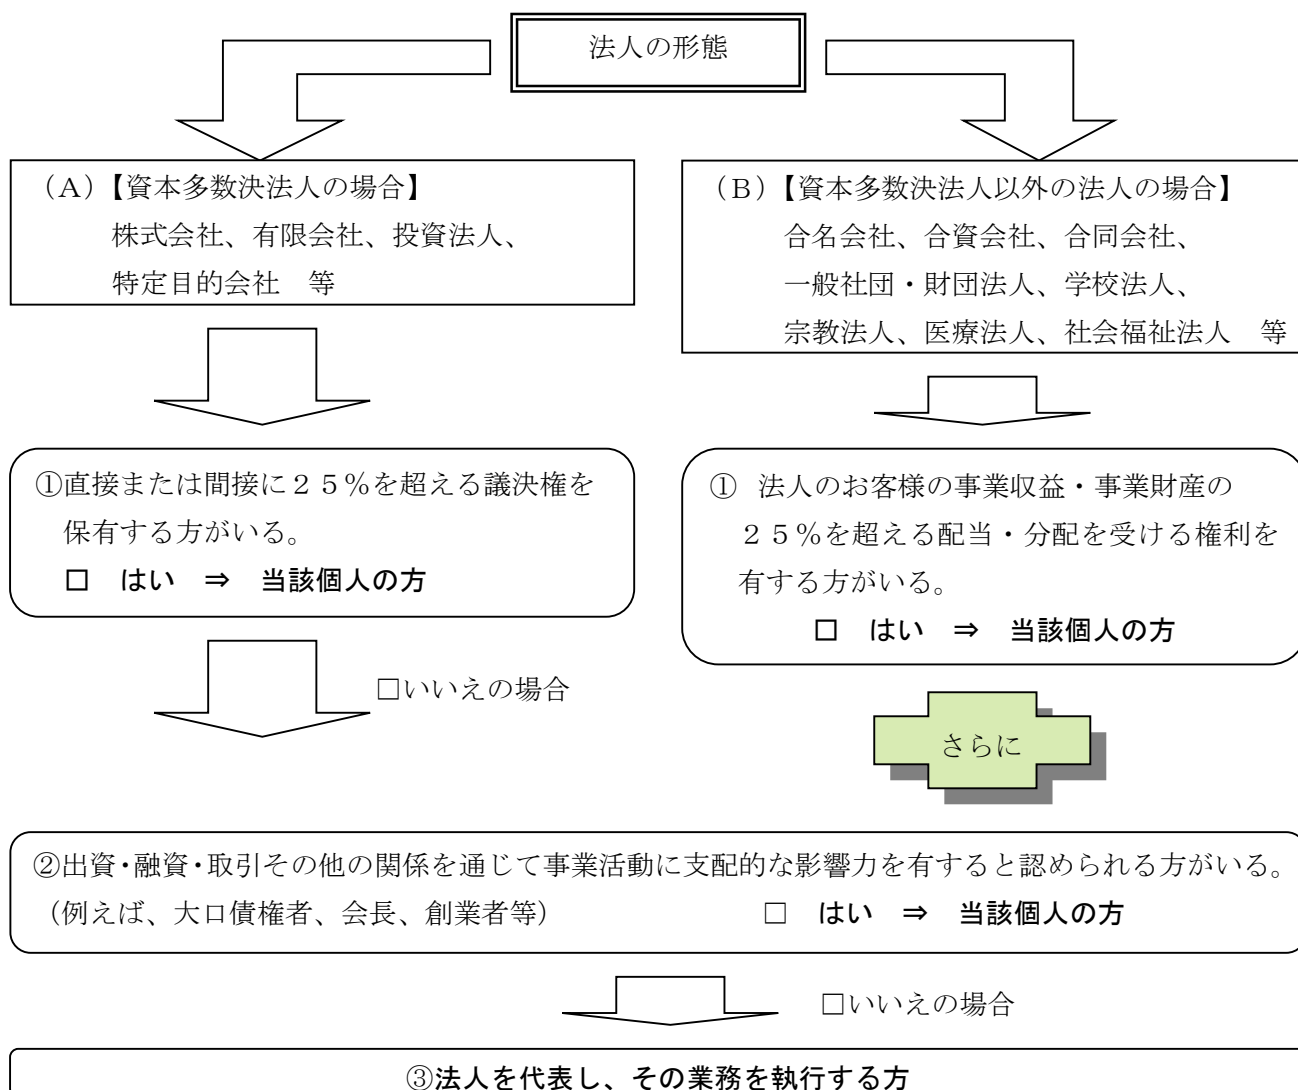 法人の形態
（A）【資本多数決法人の場合】
株式会社、有限会社、投資法人、
特定目的会社　等
（B）【資本多数決法人以外の法人の場合】
合名会社、合資会社、合同会社、
一般社団・財団法人、学校法人、
宗教法人、医療法人、社会福祉法人　等
①直接または間接に２５％を超える議決権を
保有する方がいる。
□　はい　⇒　当該個人の方
①　法人のお客様の事業収益・事業財産の
２５％を超える配当・分配を受ける権利を
有する方がいる。
□　はい　⇒　当該個人の方
□いいえの場合
さらに
②出資・融資・取引その他の関係を通じて事業活動に支配的な影響力を有すると認められる方がいる。
（例えば、大口債権者、会長、創業者等）　□　はい　⇒　当該個人の方
□いいえの場合
③法人を代表し、その業務を執行する方